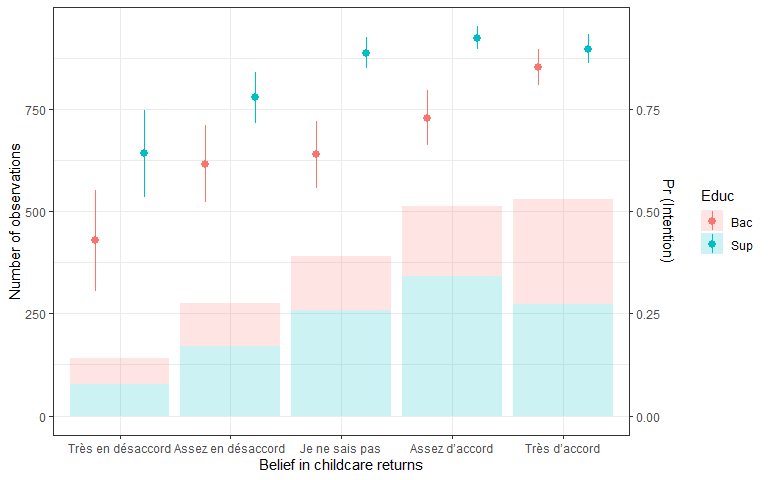 Number of observations
750
500
250
0
0.75
0.50
0.25
0.00
Pr (Intention)
Très en désaccord
Assez en désaccord
Je ne sais pas
Assez d'accord
Très d'accord
Belief in childcare returns
Educ
Bac
Sup